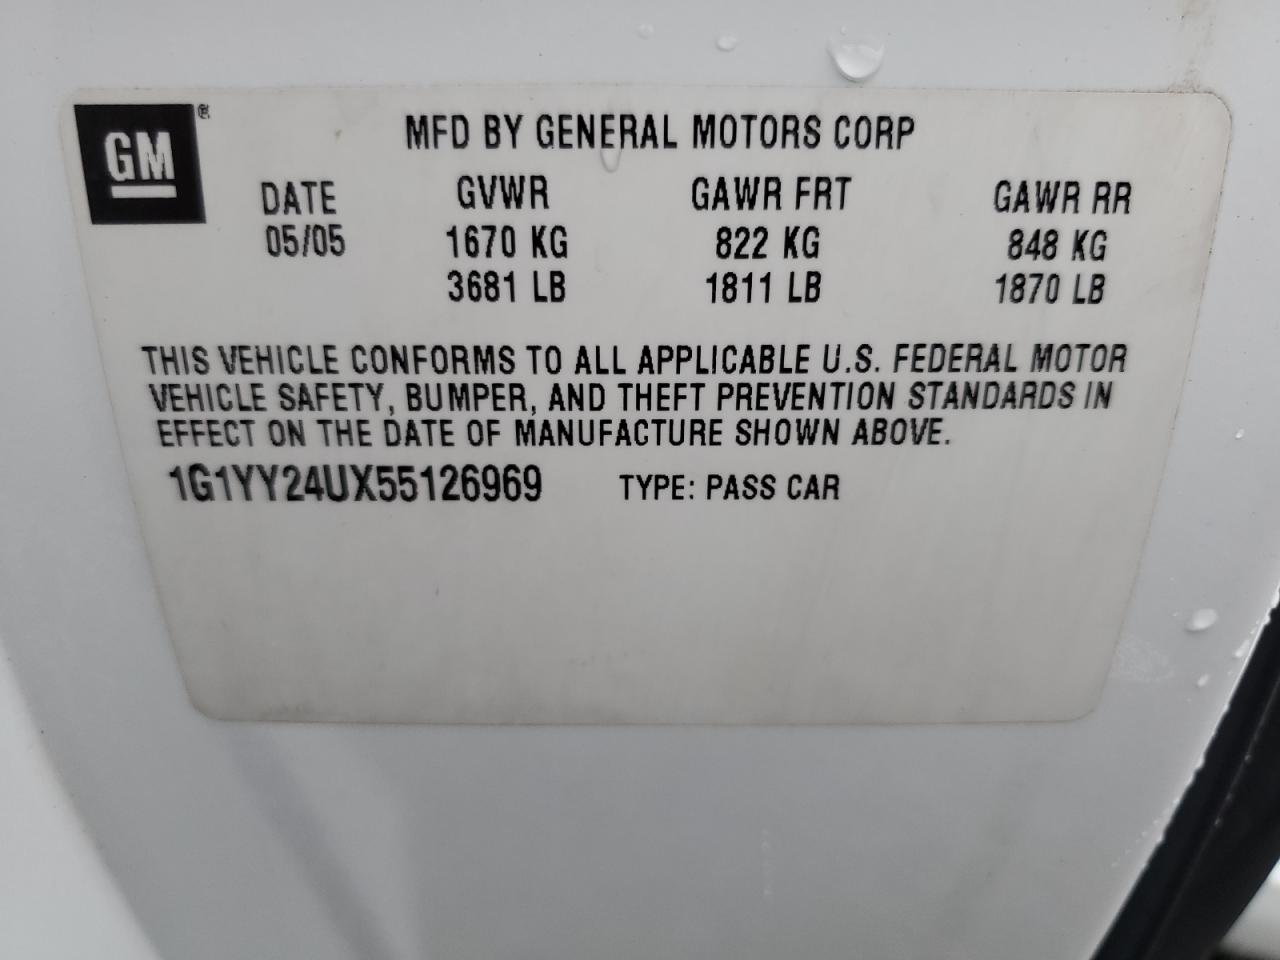 GM ®
MFD BY GENERAL MOTORS CORP
DATE GVWR GAWR FRT GAWR RR
05/05 1670 KG 822 KG 848 KG
3681 LB 1811 LB 1870 LB
THIS VEHICLE CONFORMS TO ALL APPLICABLE U.S. FEDERAL MOTOR
VEHICLE SAFETY, BUMPER, AND THEFT PREVENTION STANDARDS IN
EFFECT ON THE DATE OF MANUFACTURE SHOWN ABOVE.
1G1YY24UX55126969 TYPE: PASS CAR